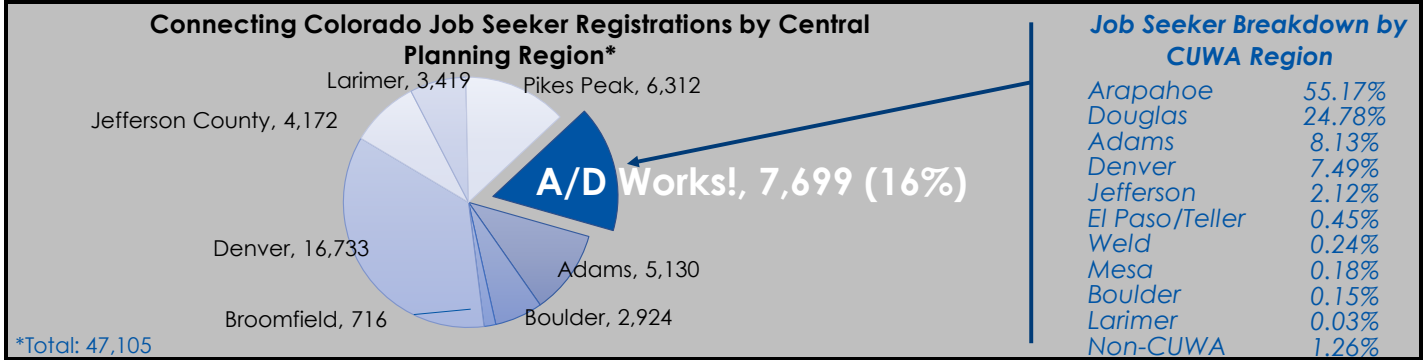 Connecting Colorado Job Seeker Registrations by Central
Planning Region*
Larimer, 3,419
Pikes Peak, 6,312
Jefferson County, 4,172
A/D Works!, 7,699 (16%)
Denver, 16,733
Adams, 5,130
Broomfield, 716
Boulder, 2,924
*Total: 47,105
Job Seeker Breakdown by
CUWA Region
Arapahoe 55.17%
Douglas 24.78%
Adams 8.13%
Denver 7.49%
Jefferson 2.12%
El Paso/Teller 0.45%
Weld 0.24%
Mesa 0.18%
Boulder 0.15%
Larimer 0.03%
Non-CUWA 1.26%